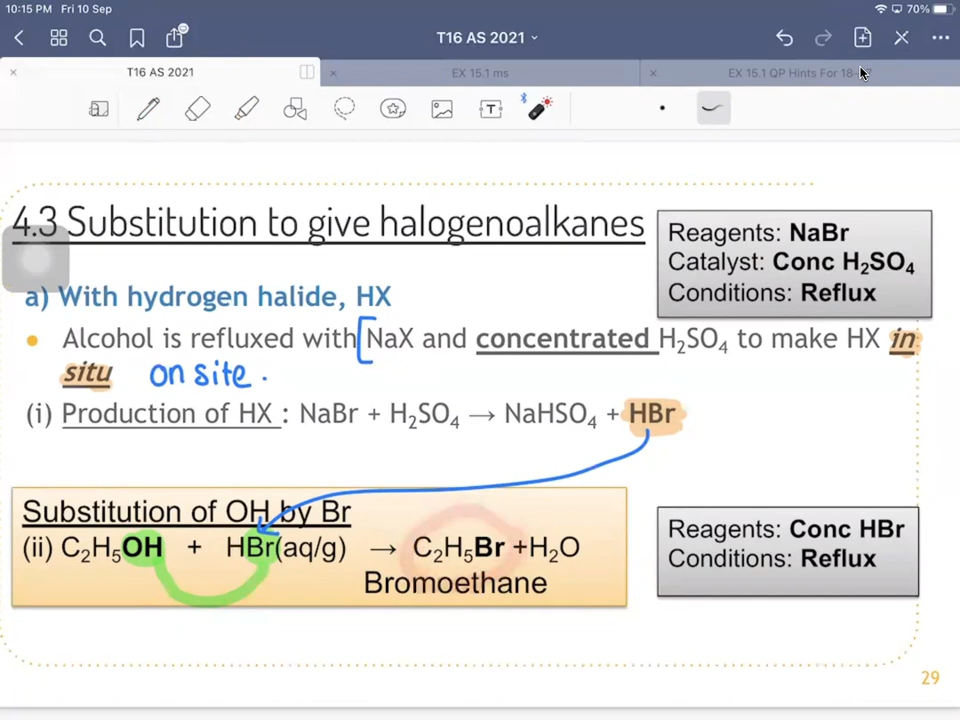 10:15 PM Fri 10 Sep
70%
T16 AS 2021
T16 AS 2021
EX 15.1 ms
EX 15.1 QP Hints For 18-
4.3 Substitution to give halogenoalkanes
Reagents: NaBr
Catalyst: Conc H₂SO₄
Conditions: Reflux
a) With hydrogen halide, HX
• Alcohol is refluxed with [NaX and concentrated H₂SO₄ to make HX in
situ on site.
(i) Production of HX : NaBr + H₂SO₄ → NaHSO₄ + HBr
Substitution of OH by Br
(ii) C₂H₅OH + HBr(aq/g) → C₂H₅Br +H₂O
Bromoethane
Reagents: Conc HBr
Conditions: Reflux
29